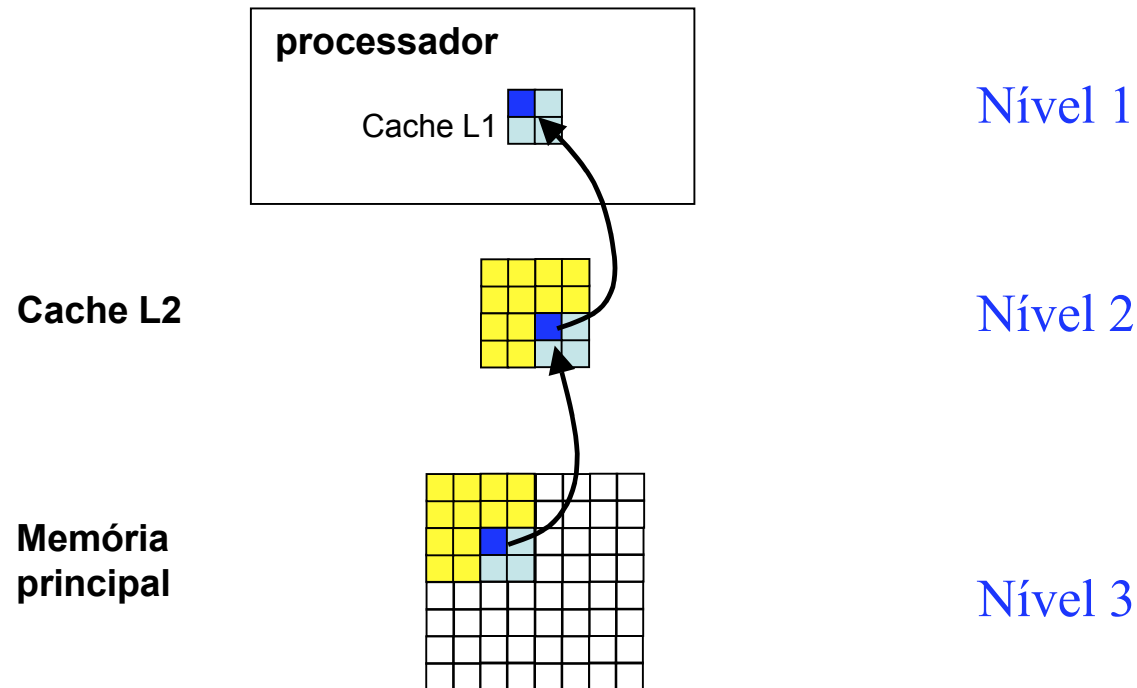 processador
Nível 1
Cache L1
Cache L2
Nível 2
Memória
principal
Nível 3